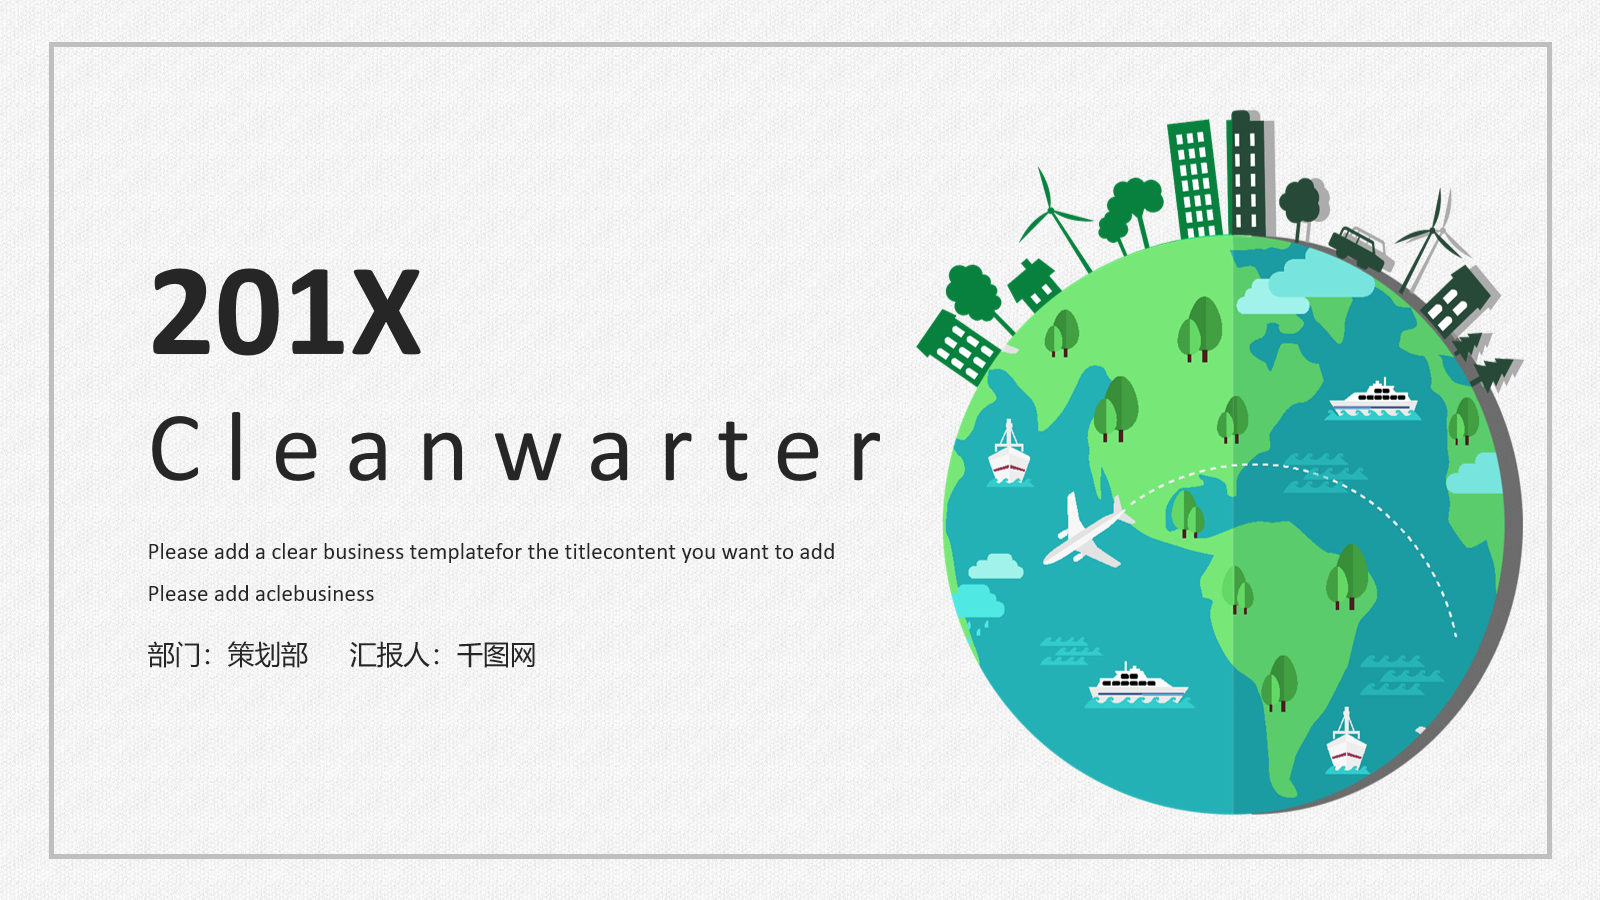 201X
Cleanwarter
Please add a clear business templatefor the titlecontent you want to add
Please add aclebusiness
部门：策划部 汇报人：千图网